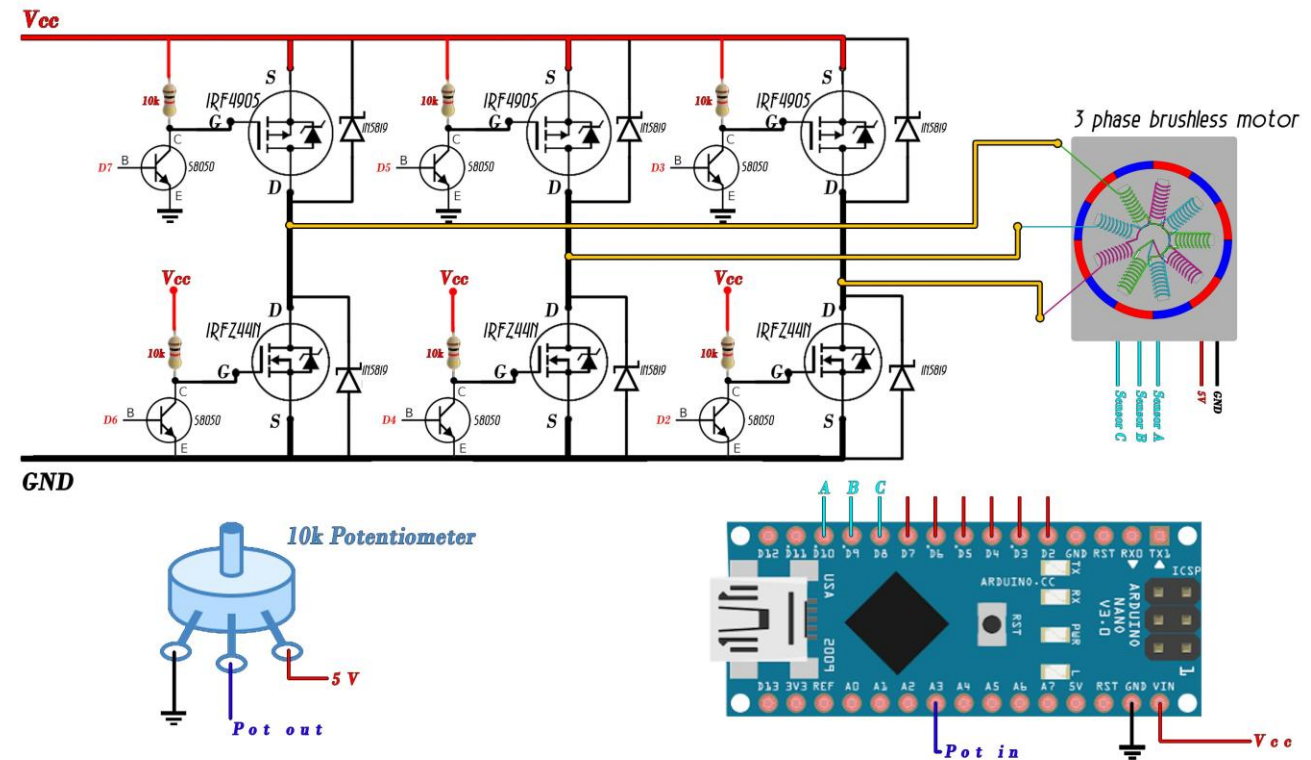 Vcc
S
S
S
10k
IRF4905
10k
IRF4905
10k
IRF4905
3 phase brushless motor
G
G
G
1N5819
1N5819
1N5819
C
C
C
D7
B
S8050
D5
B
S8050
D3
B
S8050
E
E
E
D
D
D
Vcc
Vcc
Vcc
D
D
D
10k
IRFZ44N
10k
IRFZ44N
10k
IRFZ44N
G
G
G
1N5819
1N5819
1N5819
C
C
C
D6
B
S8050
D4
B
S8050
D2
B
S8050
S
S
S
E
E
E
Sensor C
Sensor B
Sensor A
5V
GND
GND
A B C
10k Potentiometer
D12 D11 D10 D9 D8 D7 D6 D5 D4 D3 D2 GND RST RX0 TX1
TX
RX
PWR
L
ICSP
USA
2009
ARDUINO.CC
RST
ARDUINO
NANO
V3.0
1
D13 3V3 REF A0 A1 A2 A3 A4 A5 A6 A7 5V RST GND VIN
5 V
Pot out
Pot in
Vcc